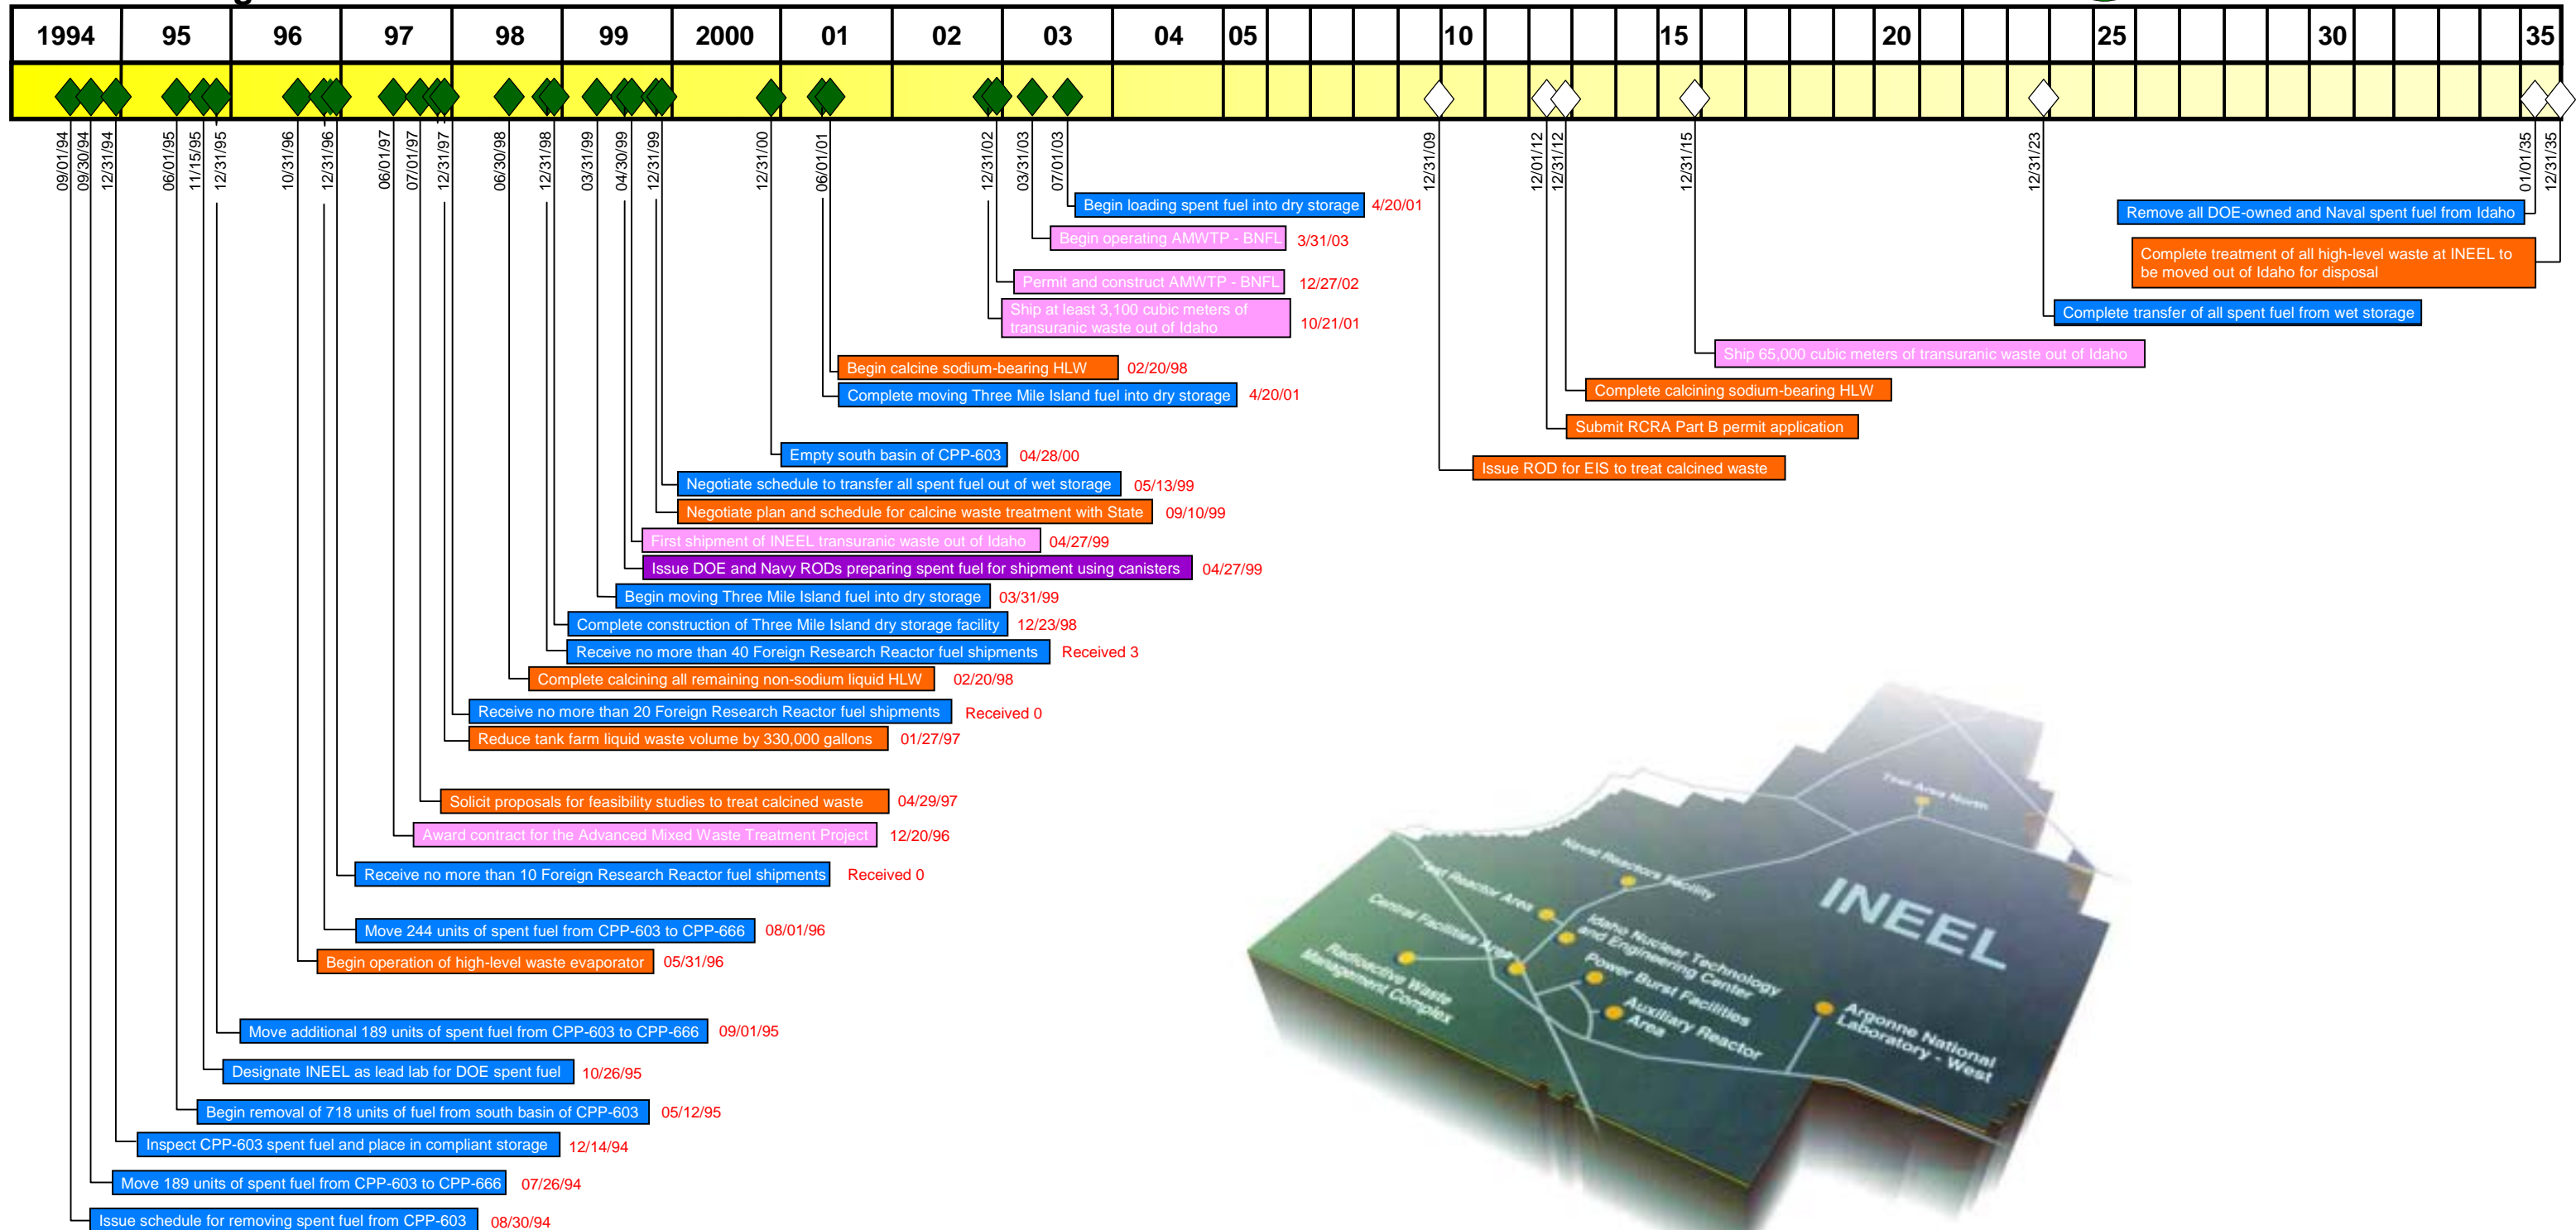 1994 95 96 97 98 99 2000 01 02 03 04 05 10 15 20 25 30 35
09/01/94 09/30/94 12/31/94 06/01/95 11/15/95 12/31/95 10/31/96 12/31/96 06/01/97 07/01/97 12/31/97 06/30/98 12/31/98 03/31/99 04/30/99 12/31/99 12/31/00 06/01/01 12/31/02 03/31/03 07/01/03 12/31/09 12/01/12 12/31/12 12/31/15 12/31/23 01/01/35 12/31/35
Begin loading spent fuel into dry storage 4/20/01
Remove all DOE-owned and Naval spent fuel from Idaho
Begin operating AMWTP - BNFL 3/31/03
Complete treatment of all high-level waste at INEEL to
be moved out of Idaho for disposal
Permit and construct AMWTP - BNFL 12/27/02
Ship at least 3,100 cubic meters of
transuranic waste out of Idaho 10/21/01
Complete transfer of all spent fuel from wet storage
Ship 65,000 cubic meters of transuranic waste out of Idaho
Begin calcine sodium-bearing HLW 02/20/98
Complete calcining sodium-bearing HLW
Complete moving Three Mile Island fuel into dry storage 4/20/01
Submit RCRA Part B permit application
Empty south basin of CPP-603 04/28/00
Issue ROD for EIS to treat calcined waste
Negotiate schedule to transfer all spent fuel out of wet storage 05/13/99
Negotiate plan and schedule for calcine waste treatment with State 09/10/99
First shipment of INEEL transuranic waste out of Idaho 04/27/99
Issue DOE and Navy RODs preparing spent fuel for shipment using canisters 04/27/99
Begin moving Three Mile Island fuel into dry storage 03/31/99
Complete construction of Three Mile Island dry storage facility 12/23/98
Receive no more than 40 Foreign Research Reactor fuel shipments Received 3
Complete calcining all remaining non-sodium liquid HLW 02/20/98
Receive no more than 20 Foreign Research Reactor fuel shipments Received 0
Reduce tank farm liquid waste volume by 330,000 gallons 01/27/97
Solicit proposals for feasibility studies to treat calcined waste 04/29/97
Award contract for the Advanced Mixed Waste Treatment Project 12/20/96
Receive no more than 10 Foreign Research Reactor fuel shipments Received 0
Move 244 units of spent fuel from CPP-603 to CPP-666 08/01/96
Begin operation of high-level waste evaporator 05/31/96
Move additional 189 units of spent fuel from CPP-603 to CPP-666 09/01/95
Designate INEEL as lead lab for DOE spent fuel 10/26/95
Begin removal of 718 units of fuel from south basin of CPP-603 05/12/95
Inspect CPP-603 spent fuel and place in compliant storage 12/14/94
Move 189 units of spent fuel from CPP-603 to CPP-666 07/26/94
Issue schedule for removing spent fuel from CPP-603 08/30/94
Test Area North
Naval Reactors Facility
Test Reactor Area
INEEL
Central Facilities Area
Idaho Nuclear Technology
and Engineering Center
Radioactive Waste
Management Complex
Power Burst Facilities
Auxiliary Reactor
Area
Argonne National
Laboratory - West